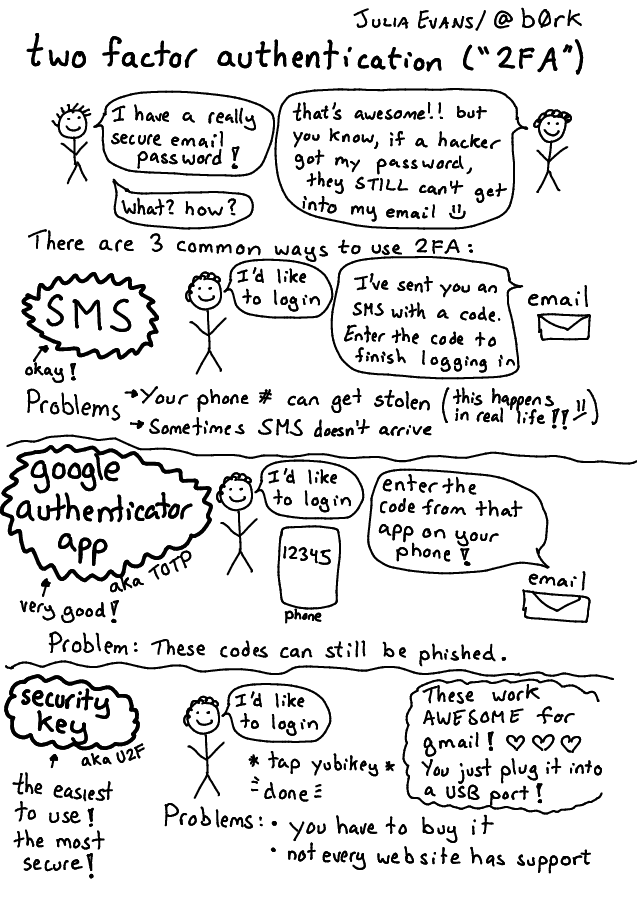 JULIA EVANS/@b0rk
two factor authentication ("2FA")
I have a really
secure email
password!
that's awesome!! but
you know, if a hacker
got my password,
they STILL can't get
into my email
What? how?
There are 3 common ways to use 2FA:
SMS
okay!
I'd like
to log in
I've sent you an
SMS with a code.
Enter the code to
finish logging in
email
Problems
→ Your phone # can get stolen (this happens
in real life!!)
→ Sometimes SMS doesn't arrive
google
authenticator
app
aka TOTP
very good!
I'd like
to log in
12345
phone
enter the
code from that
app on your
phone!
email
Problem: These codes can still be phished.
security
key
aka U2F
the easiest
to use!
the most
secure!
I'd like
to log in
* tap yubikey *
done
These work
AWESOME for
gmail! ♡♡♡
You just plug it into
a USB port!
Problems: • you have to buy it
• not every website has support